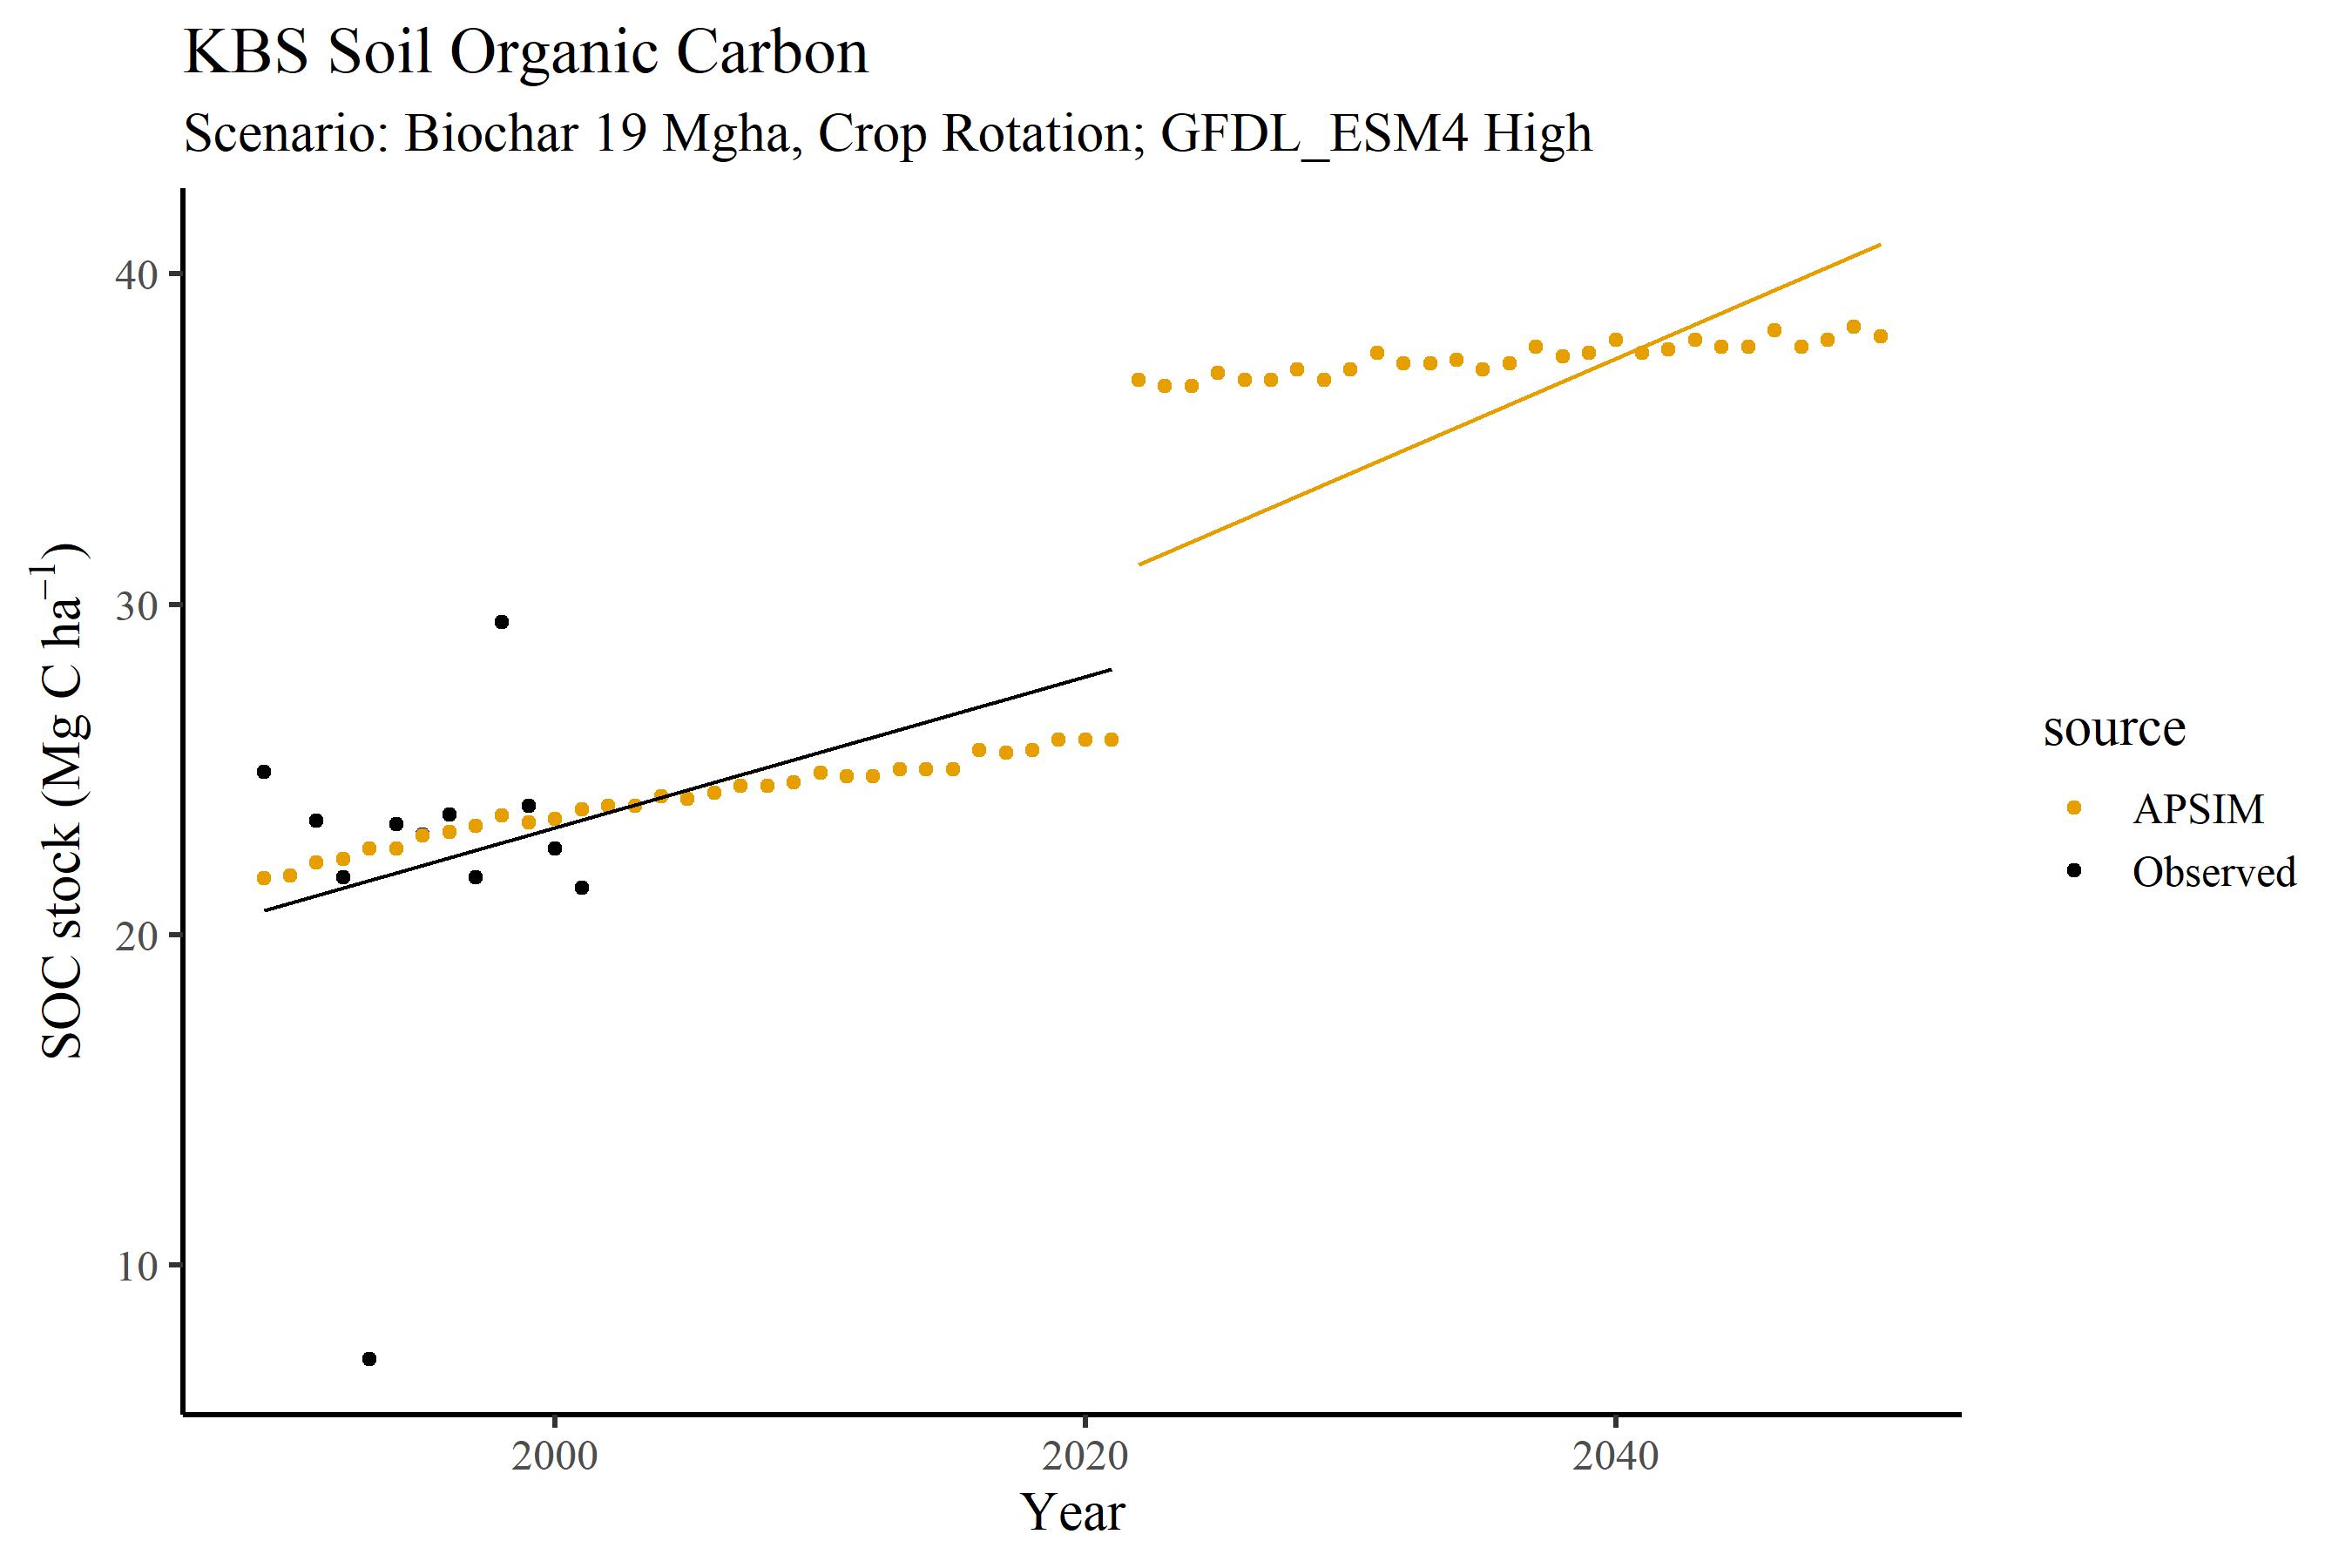 KBS Soil Organic Carbon
Scenario: Biochar 19 Mgha, Crop Rotation; GFDL_ESM4 High
SOC stock (Mg C ha⁻¹)
40
30
20
10
2000
2020
2040
Year
source
APSIM
Observed